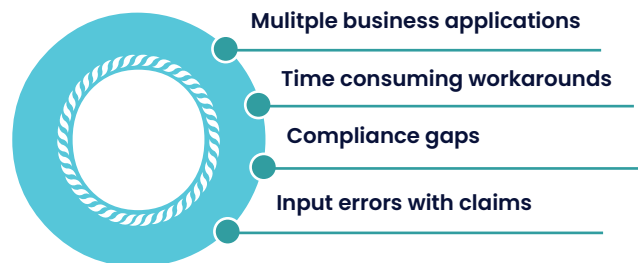 Mulitple business applications
Time consuming workarounds
Compliance gaps
Input errors with claims